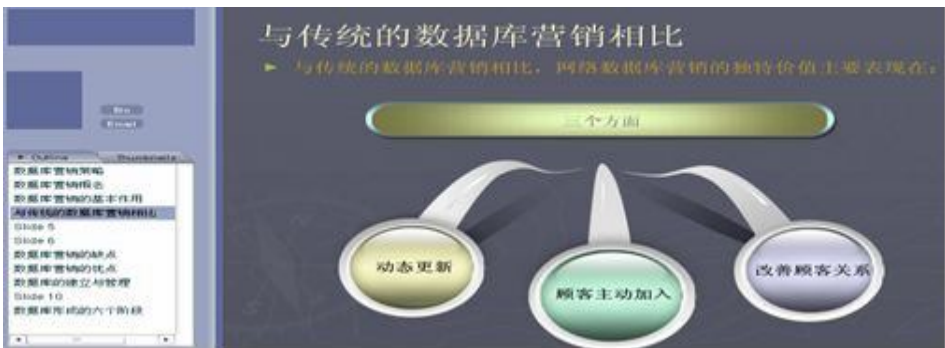 Bio
Email
Outline
Thumbnails
数据库营销策略
数据库营销概念
数据库营销的基本作用
与传统的数据库营销相比
Slide 5
Slide 6
数据库营销的缺点
数据库营销的优点
数据库的建立与管理
Slide 10
数据库形成的六个阶段
与传统的数据库营销相比
与传统的数据库营销相比，网络数据库营销的独特价值主要表现在：
三个方面
动态更新
顾客主动加入
改善顾客关系